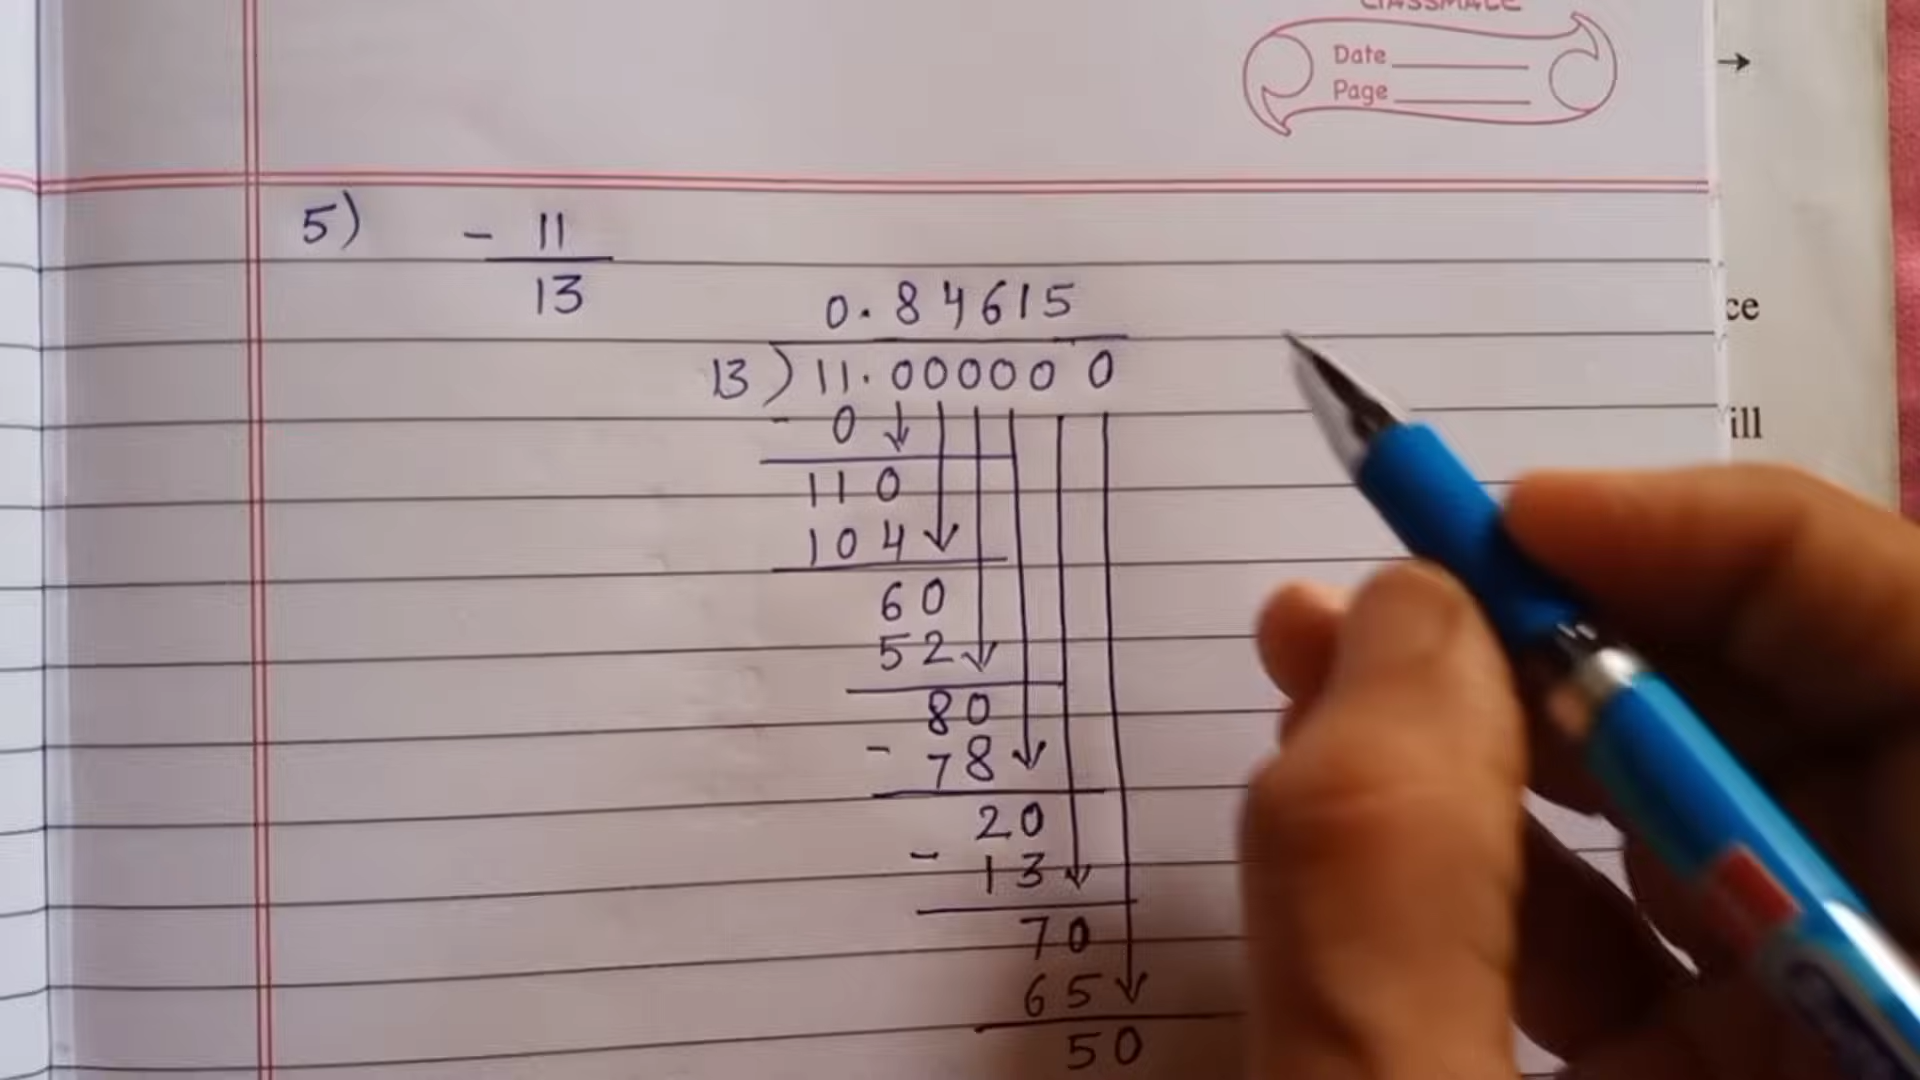 CLASSMATE
Date
Page
→
5) - 11
13
0.84615
13 ) 11.000000
- 0
110
104
60
52
80
- 78
20
- 13
70
65
50
ce
ill